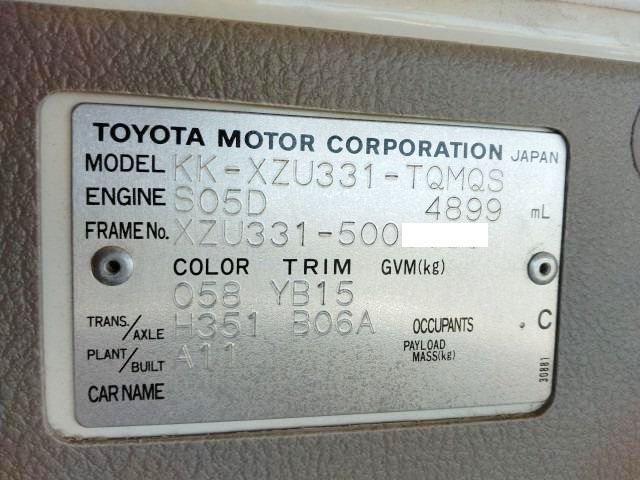 TOYOTA MOTOR CORPORATION JAPAN
MODEL KK-XZU331-TQMQS
ENGINE S05D 4899 mL
FRAME No. XZU331-500
COLOR TRIM GVM(kg)
058 YB15
TRANS./AXLE H351 B06A OCCUPANTS . C
PLANT/BUILT A11 PAYLOAD MASS(kg)
CAR NAME
30881